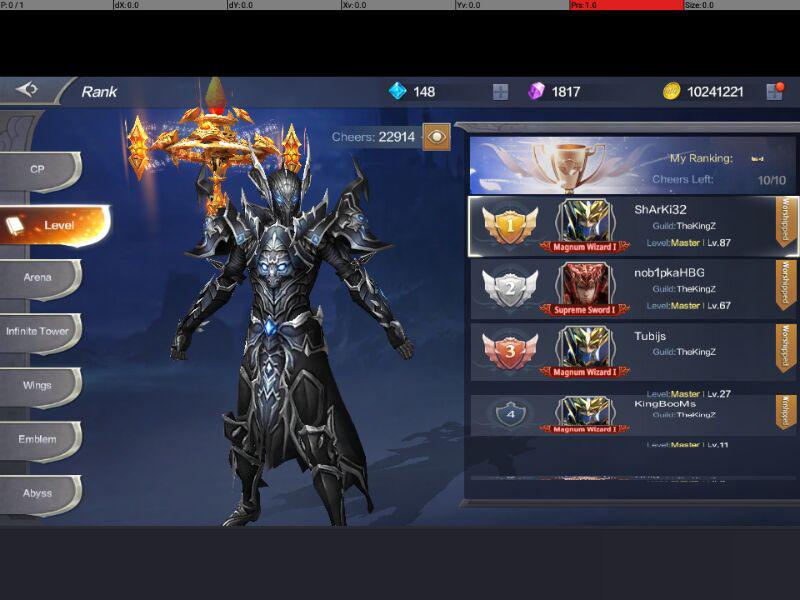 P: 0 / 1 dX: 0.0 dY: 0.0 Xv: 0.0 Yv: 0.0 Prs: 1.0 Size: 0.0
Rank 148 1817 10241221
Cheers: 22914
CP
Level
Arena
Infinite Tower
Wings
Emblem
Abyss
My Ranking:
Cheers Left: 10/10
1
ShArKi32
Guild:TheKingZ
Level:Master | Lv.87
Magnum Wizard I
Worshipped
2
nob1pkaHBG
Guild:TheKingZ
Level:Master | Lv.67
Supreme Sword I
Worshipped
3
Tubijs
Guild:TheKingZ
Magnum Wizard I
Level:Master | Lv.27
Worshipped
4
KingBooMs
Guild:TheKingZ
Magnum Wizard I
Level:Master | Lv.11